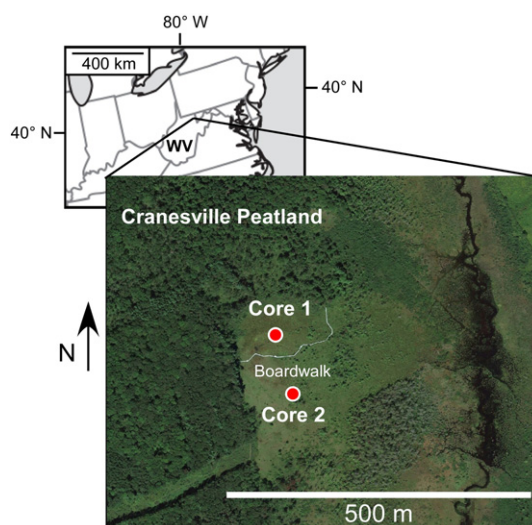 80° W
400 km
40° N
40° N
WV
Cranesville Peatland
Core 1
N
Boardwalk
Core 2
500 m